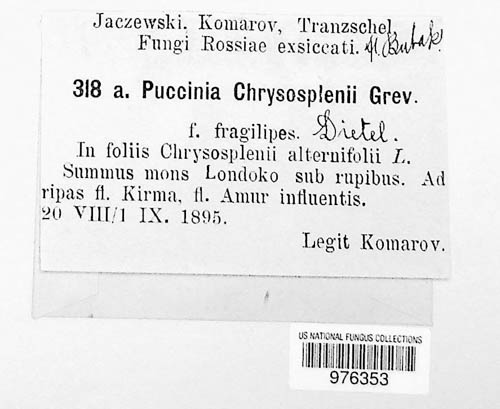 Jaczewski. Komarov, Tranzschel
Fungi Rossiae exsiccati. fl Bubák.
318 a. Puccinia Chrysosplenii Grev.
f. fragilipes. Dietel.
In foliis Chrysosplenii alternifolii L.
Summus mons Londoko sub rupibus. Ad
ripas fl. Kirma, fl. Amur influentis.
20 VIII/1 IX. 1895.
Legit Komarov.
US NATIONAL FUNGUS COLLECTIONS
976353